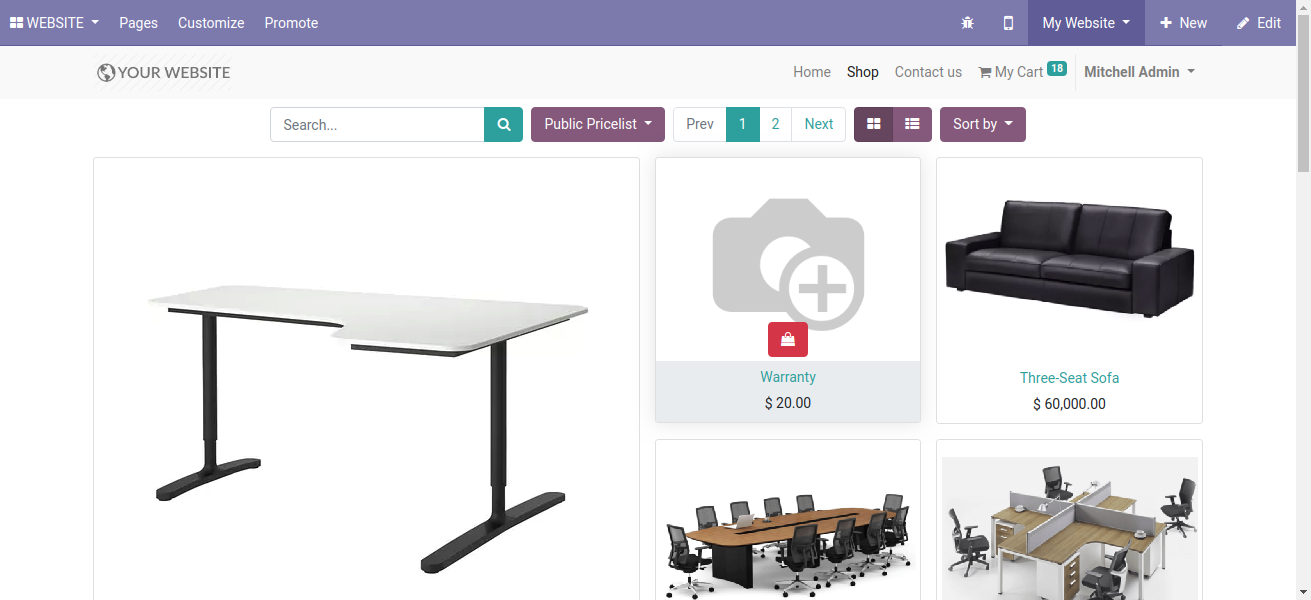 WEBSITE Pages Customize Promote My Website New Edit
YOUR WEBSITE Home Shop Contact us My Cart 18 Mitchell Admin
Search... Public Pricelist Prev 1 2 Next Sort by
Warranty
$ 20.00
Three-Seat Sofa
$ 60,000.00